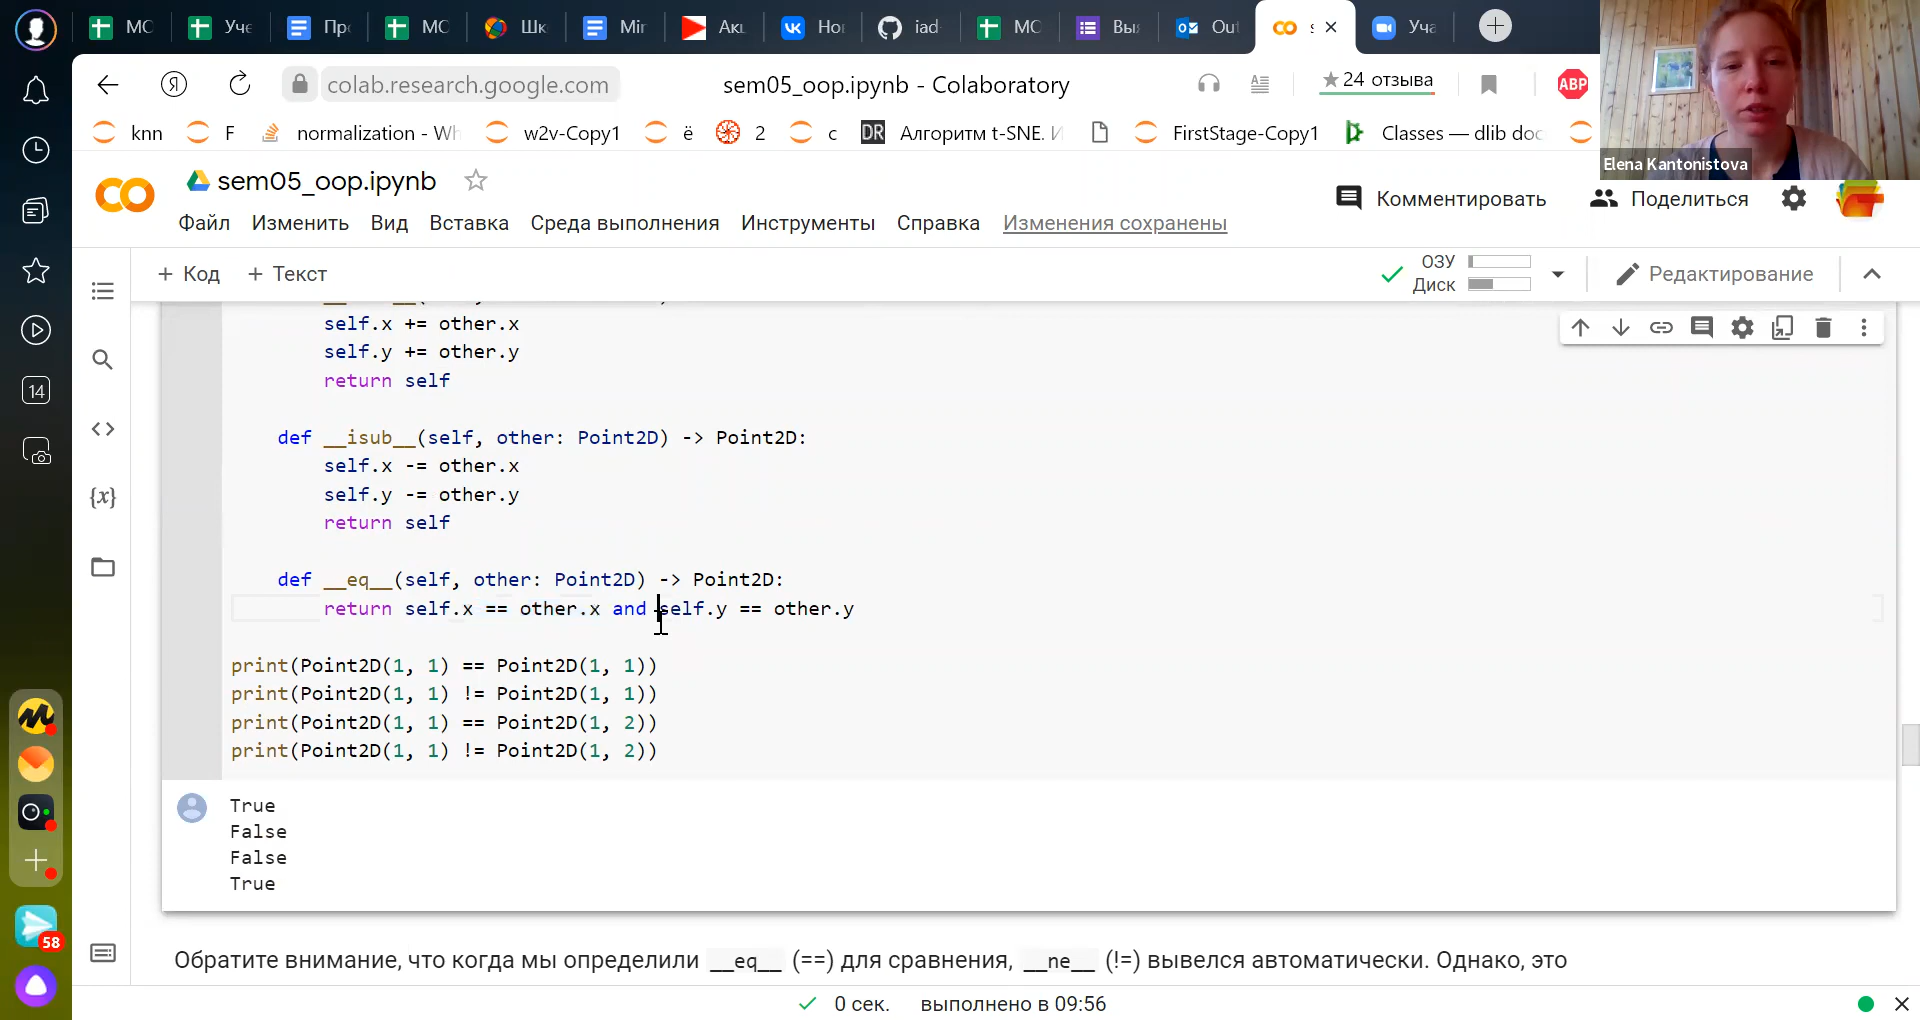 МС
Уче
Пр
МС
Шк
Mir
Ак
Но
iad
МС
Вы
Out
s
Уча
colab.research.google.com
sem05_oop.ipynb - Colaboratory
24 отзыва
ABP
knn
F
normalization - Wh
w2v-Copy1
ё
2
с
DR
Алгоритм t-SNE.
FirstStage-Copy1
Classes — dlib doc
Elena Kantonistova
sem05_oop.ipynb
Комментировать
Поделиться
Файл Изменить Вид Вставка Среда выполнения Инструменты Справка Изменения сохранены
+ Код + Текст
ОЗУ
Диск
Редактирование
self.x += other.x
self.y += other.y
return self
def __isub__(self, other: Point2D) -> Point2D:
self.x -= other.x
self.y -= other.y
return self
def __eq__(self, other: Point2D) -> Point2D:
return self.x == other.x and self.y == other.y
print(Point2D(1, 1) == Point2D(1, 1))
print(Point2D(1, 1) != Point2D(1, 1))
print(Point2D(1, 1) == Point2D(1, 2))
print(Point2D(1, 1) != Point2D(1, 2))
True
False
False
True
Обратите внимание, что когда мы определили __eq__ (==) для сравнения, __ne__ (!=) вывелся автоматически. Однако, это
0 сек. выполнено в 09:56
14
{x}
58